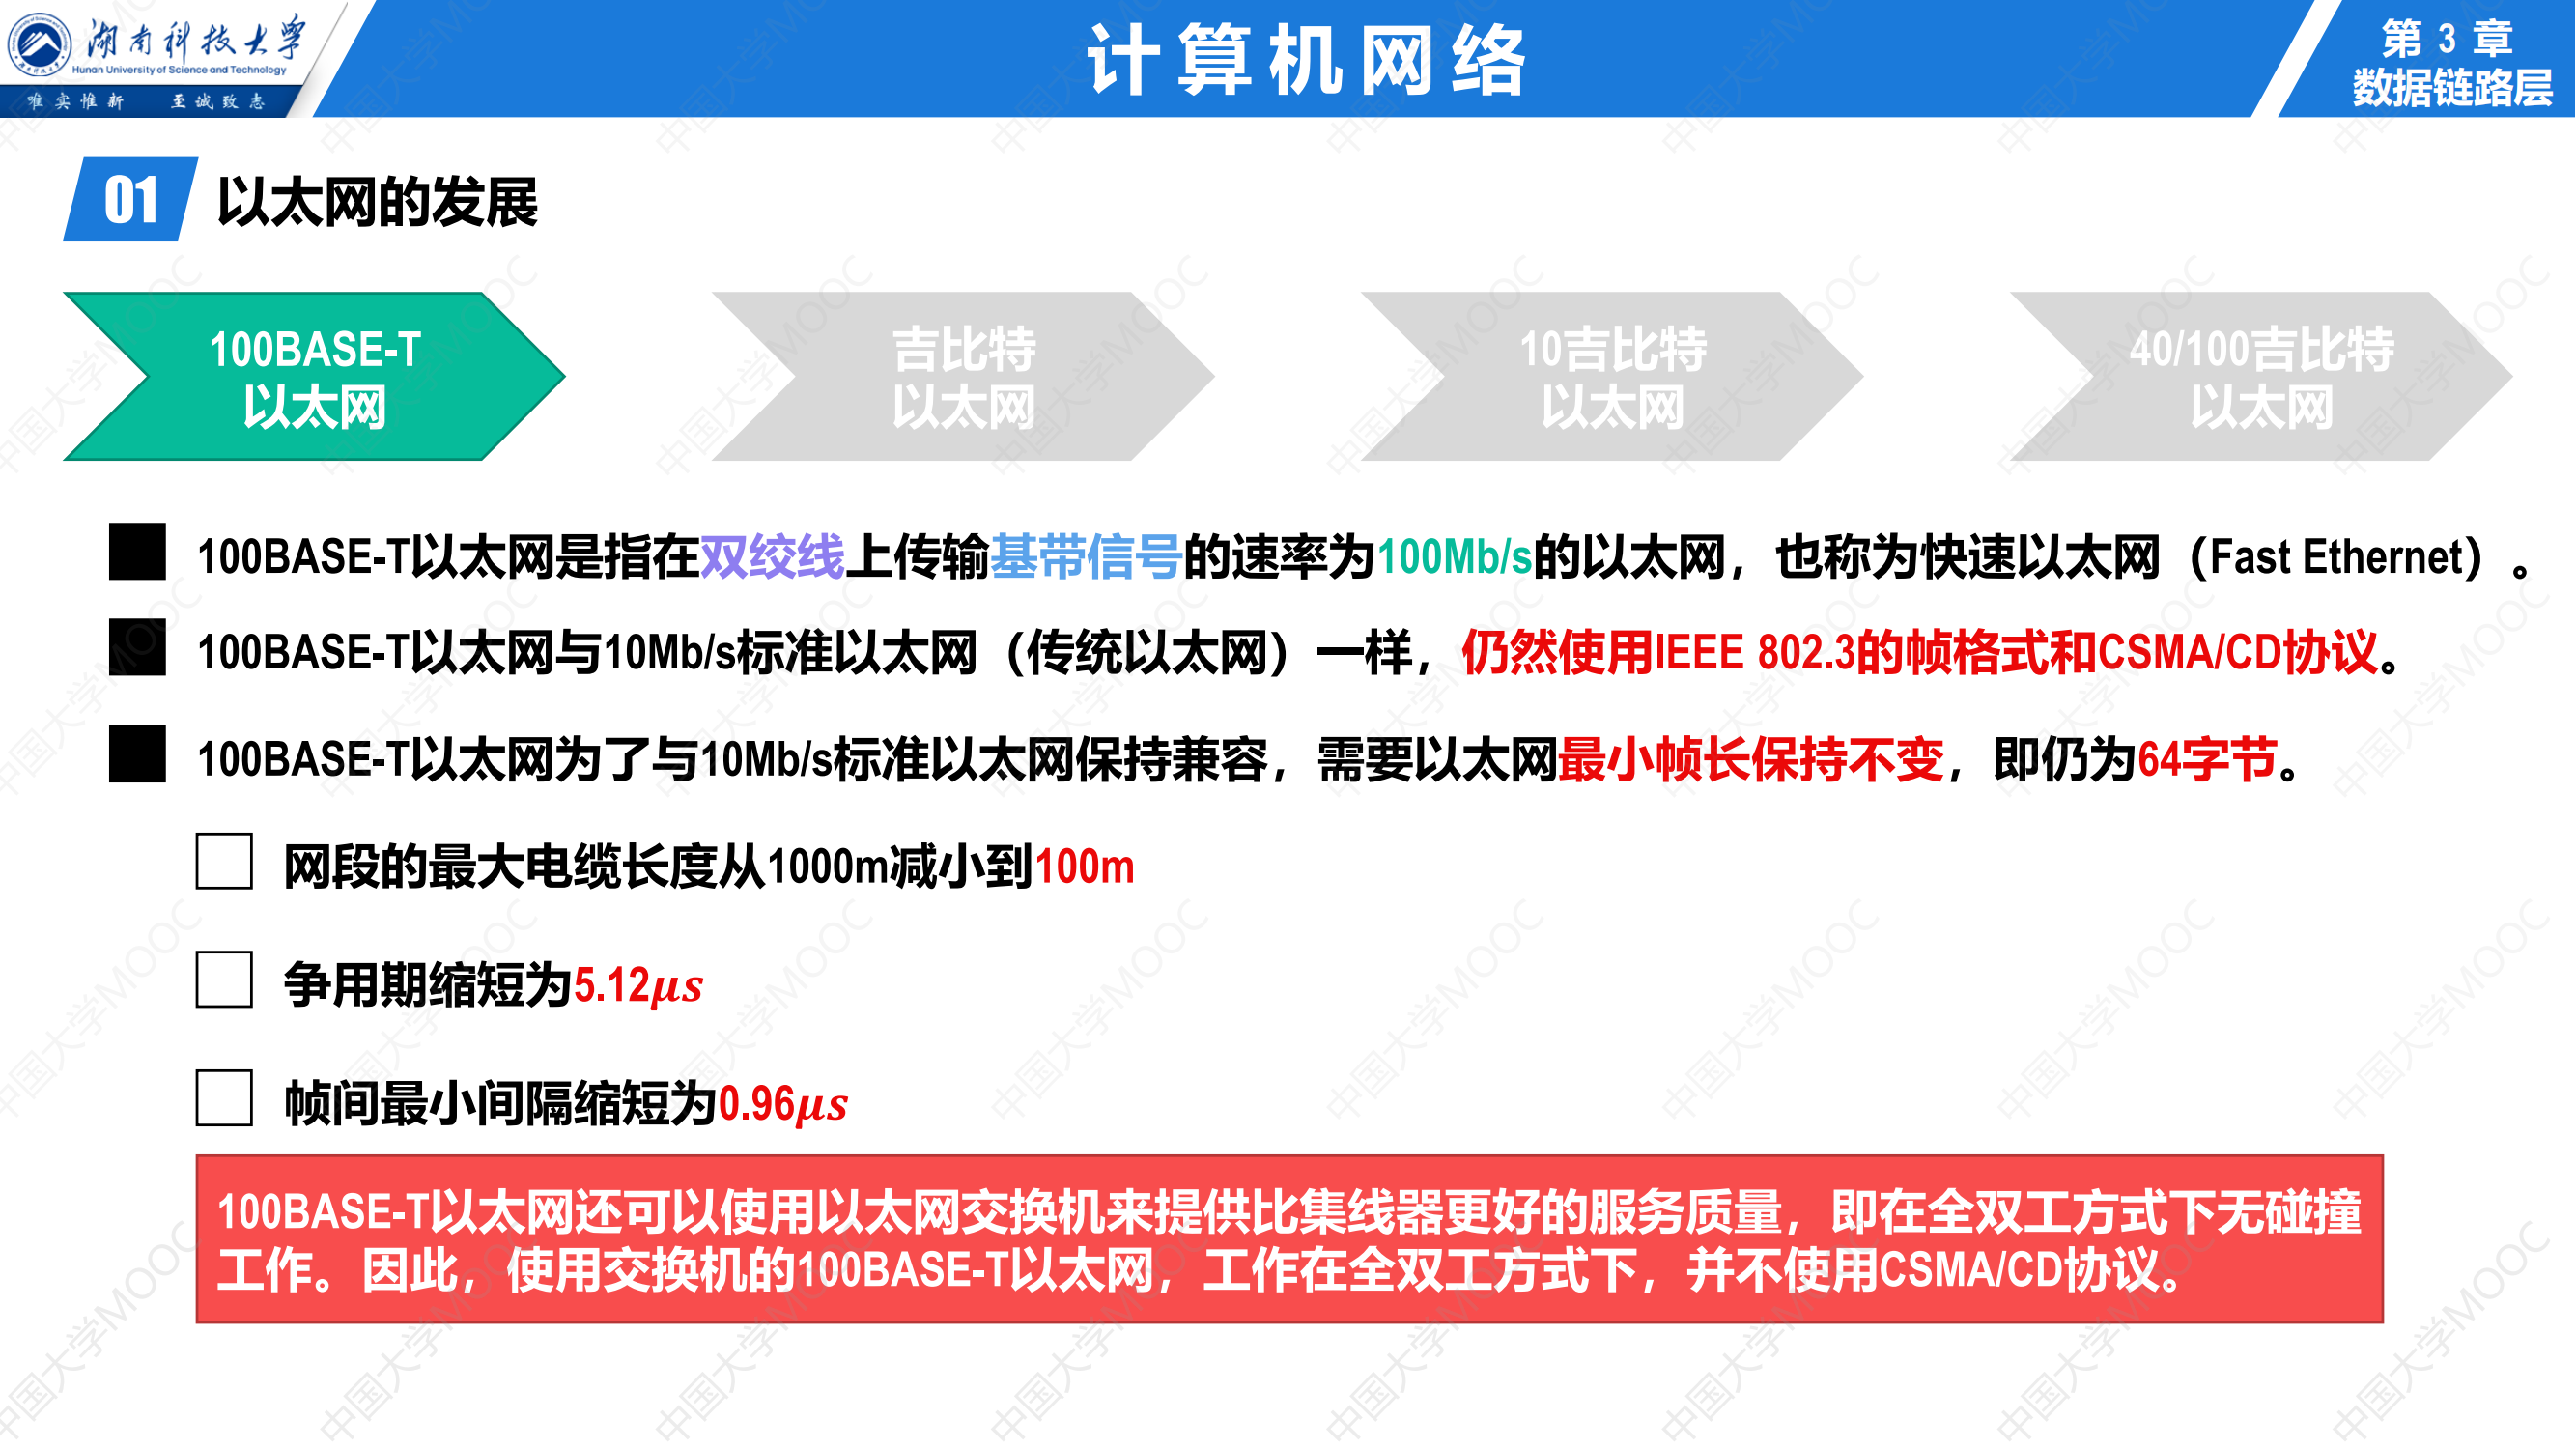 湖南科技大学
Hunan University of Science and Technology
唯实惟新 至诚致志
计算机网络
第 3 章
数据链路层
01 以太网的发展
100BASE-T
以太网
吉比特
以太网
10吉比特
以太网
40/100吉比特
以太网
100BASE-T以太网是指在双绞线上传输基带信号的速率为100Mb/s的以太网，也称为快速以太网（Fast Ethernet）。
100BASE-T以太网与10Mb/s标准以太网（传统以太网）一样，仍然使用IEEE 802.3的帧格式和CSMA/CD协议。
100BASE-T以太网为了与10Mb/s标准以太网保持兼容，需要以太网最小帧长保持不变，即仍为64字节。
网段的最大电缆长度从1000m减小到100m
争用期缩短为5.12μs
帧间最小间隔缩短为0.96μs
100BASE-T以太网还可以使用以太网交换机来提供比集线器更好的服务质量，即在全双工方式下无碰撞
工作。因此，使用交换机的100BASE-T以太网，工作在全双工方式下，并不使用CSMA/CD协议。
中国大学MOOC